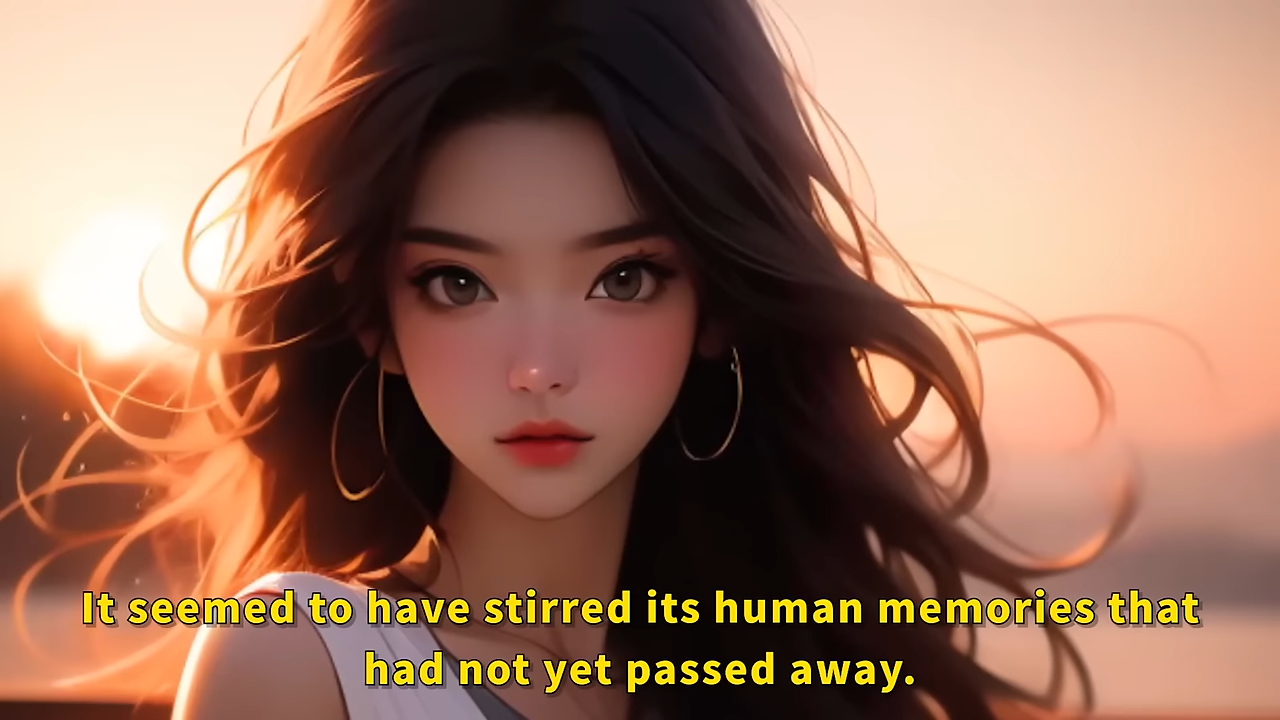 It seemed to have stirred its human memories that
had not yet passed away.